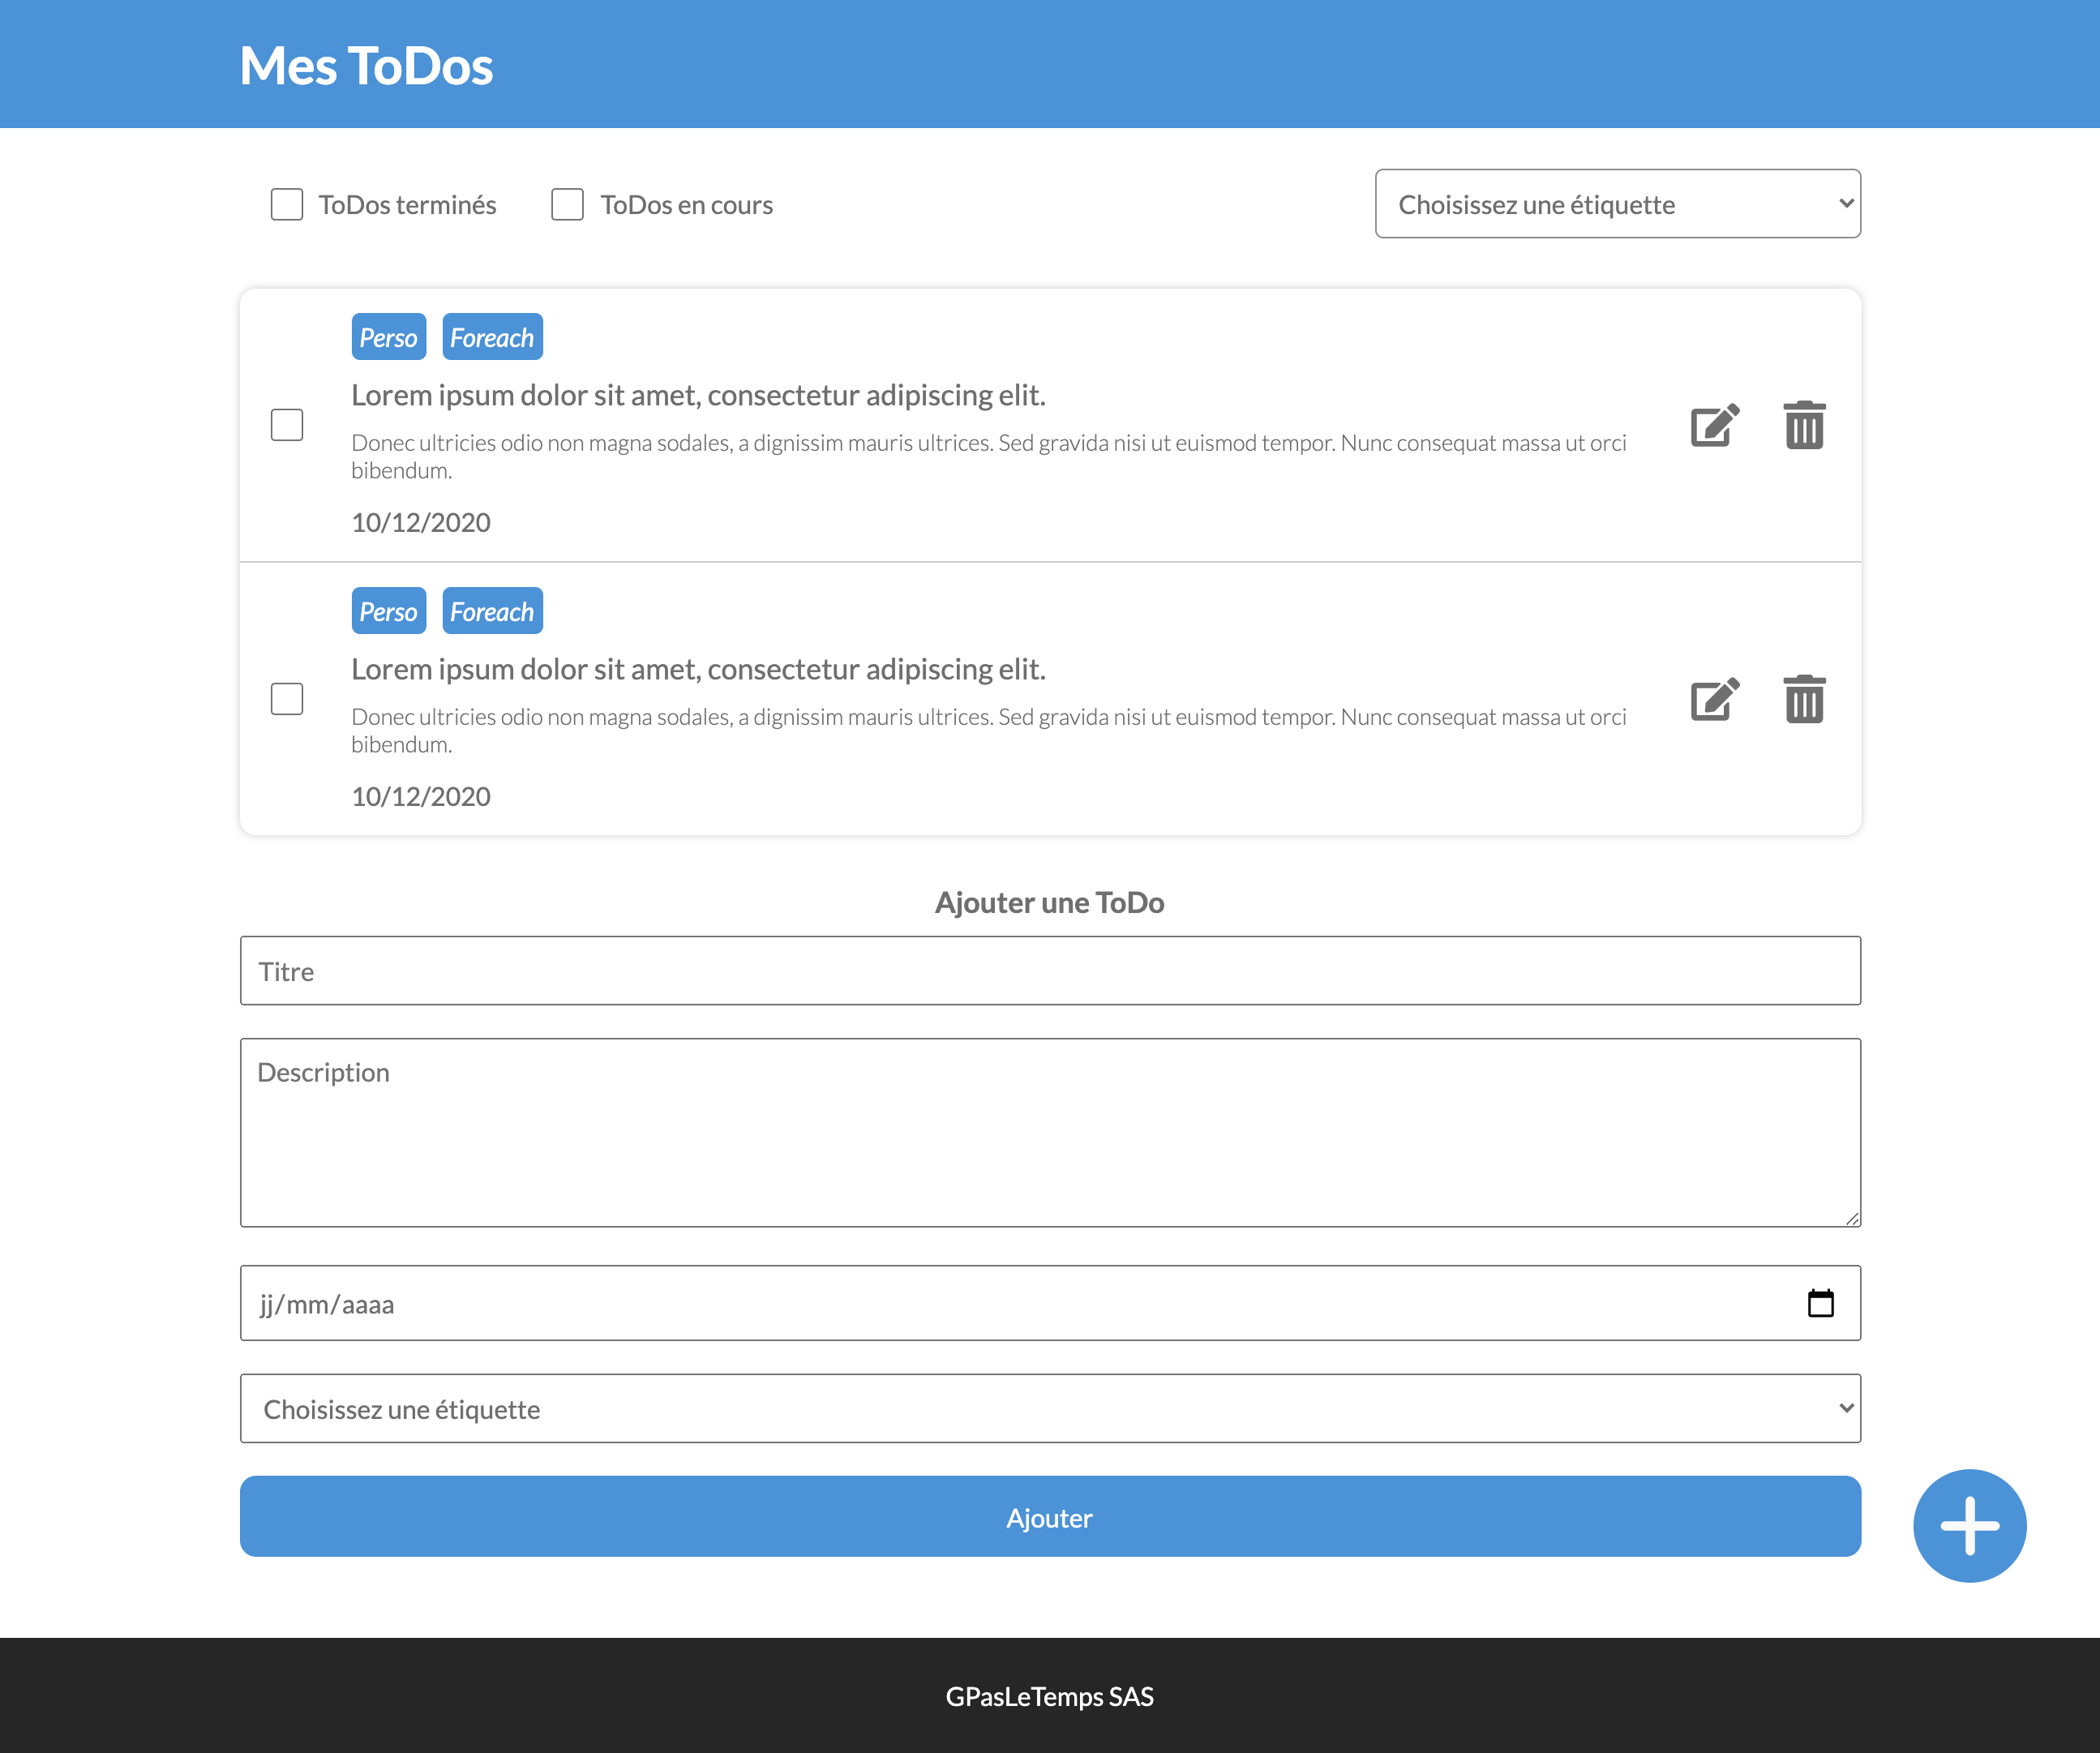 Mes ToDos
ToDos terminés
ToDos en cours
Choisissez une étiquette
Perso
Foreach
Lorem ipsum dolor sit amet, consectetur adipiscing elit.
Donec ultricies odio non magna sodales, a dignissim mauris ultrices. Sed gravida nisi ut euismod tempor. Nunc consequat massa ut orci
bibendum.
10/12/2020
Perso
Foreach
Lorem ipsum dolor sit amet, consectetur adipiscing elit.
Donec ultricies odio non magna sodales, a dignissim mauris ultrices. Sed gravida nisi ut euismod tempor. Nunc consequat massa ut orci
bibendum.
10/12/2020
Ajouter une ToDo
Titre
Description
jj/mm/aaaa
Choisissez une étiquette
Ajouter
GPasLeTemps SAS